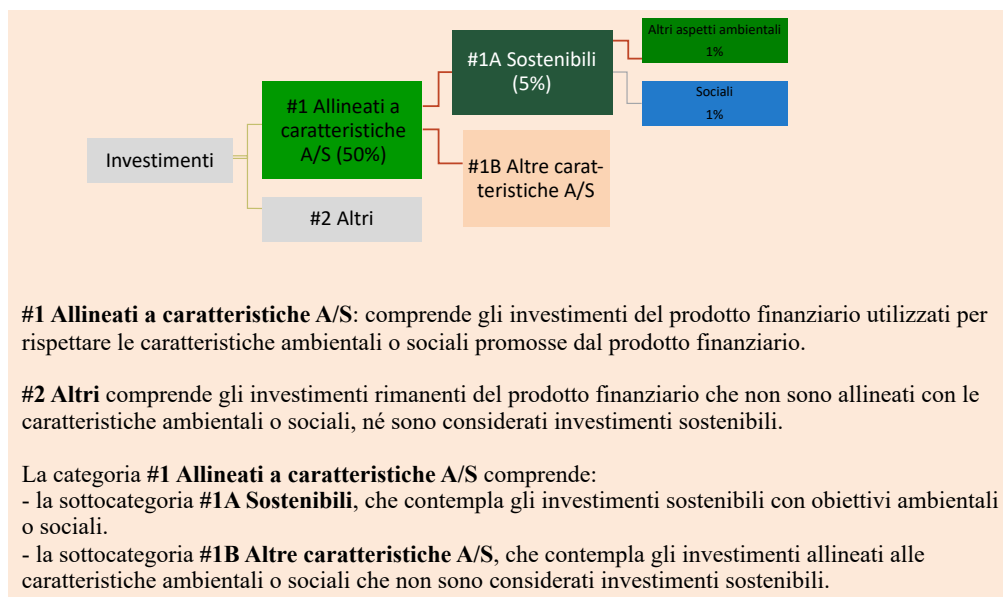 Altri aspetti ambientali
1%
#1A Sostenibili
(5%)
Sociali
1%
#1 Allineati a
caratteristiche
A/S (50%)
Investimenti
#1B Altre carat-
teristiche A/S
#2 Altri
#1 Allineati a caratteristiche A/S: comprende gli investimenti del prodotto finanziario utilizzati per
rispettare le caratteristiche ambientali o sociali promosse dal prodotto finanziario.
#2 Altri comprende gli investimenti rimanenti del prodotto finanziario che non sono allineati con le
caratteristiche ambientali o sociali, né sono considerati investimenti sostenibili.
La categoria #1 Allineati a caratteristiche A/S comprende:
- la sottocategoria #1A Sostenibili, che contempla gli investimenti sostenibili con obiettivi ambientali
o sociali.
- la sottocategoria #1B Altre caratteristiche A/S, che contempla gli investimenti allineati alle
caratteristiche ambientali o sociali che non sono considerati investimenti sostenibili.